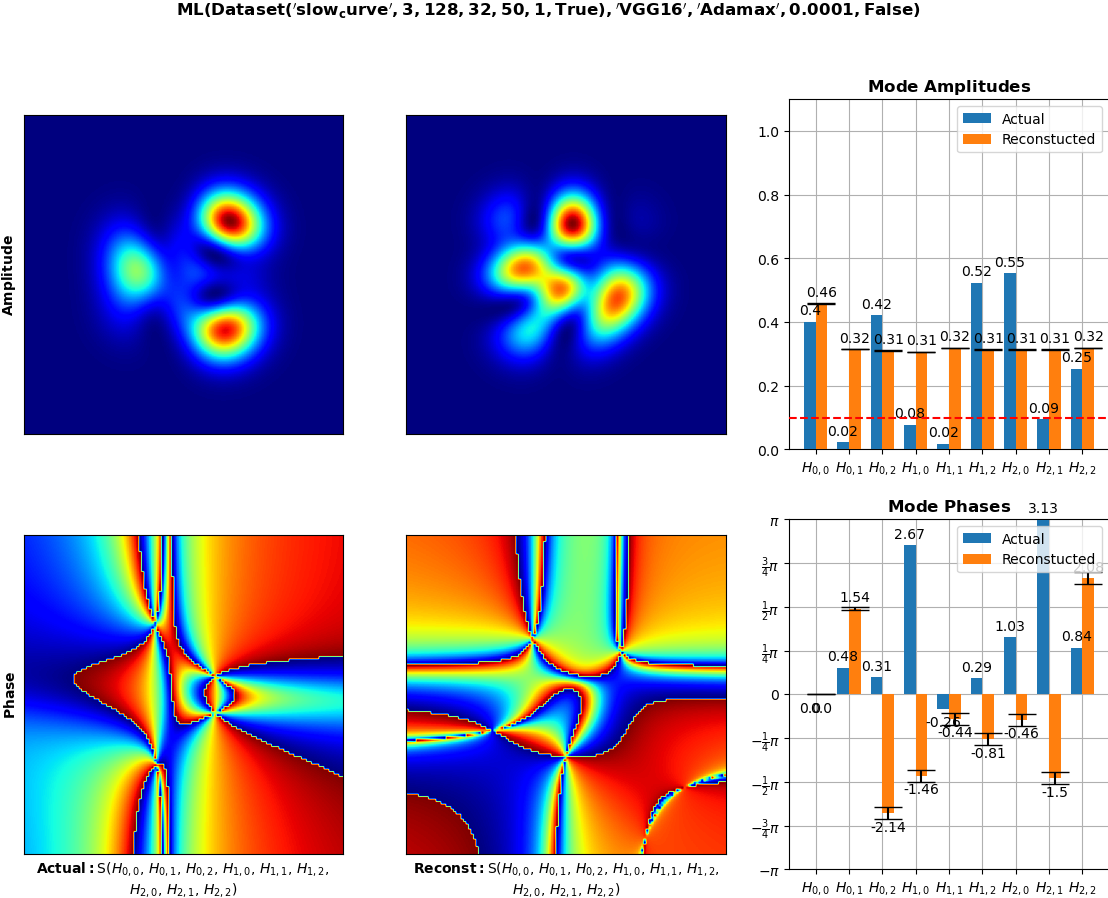 ML(Dataset('slow_curve', 3, 128, 32, 50, 1, True), 'VGG16', 'Adamax', 0.0001, False)
Amplitude
Mode Amplitudes
Actual
Reconstucted
1.0
0.8
0.6
0.4
0.2
0.0
0.4
0.46
0.02
0.32
0.42
0.31
0.08
0.31
0.02
0.32
0.52
0.31
0.55
0.31
0.09
0.31
0.25
0.32
H0,0 H0,1 H0,2 H1,0 H1,1 H1,2 H2,0 H2,1 H2,2
Phase
Mode Phases
Actual
Reconstucted
π
3/4π
1/2π
1/4π
0
−1/4π
−1/2π
−3/4π
−π
0.0
0.0
0.48
1.54
0.31
-2.14
2.67
-1.46
-0.26
-0.44
0.29
-0.81
1.03
-0.46
3.13
-1.5
0.84
H0,0 H0,1 H0,2 H1,0 H1,1 H1,2 H2,0 H2,1 H2,2
Actual: S(H0,0, H0,1, H0,2, H1,0, H1,1, H1,2,
H2,0, H2,1, H2,2)
Reconst: S(H0,0, H0,1, H0,2, H1,0, H1,1, H1,2,
H2,0, H2,1, H2,2)